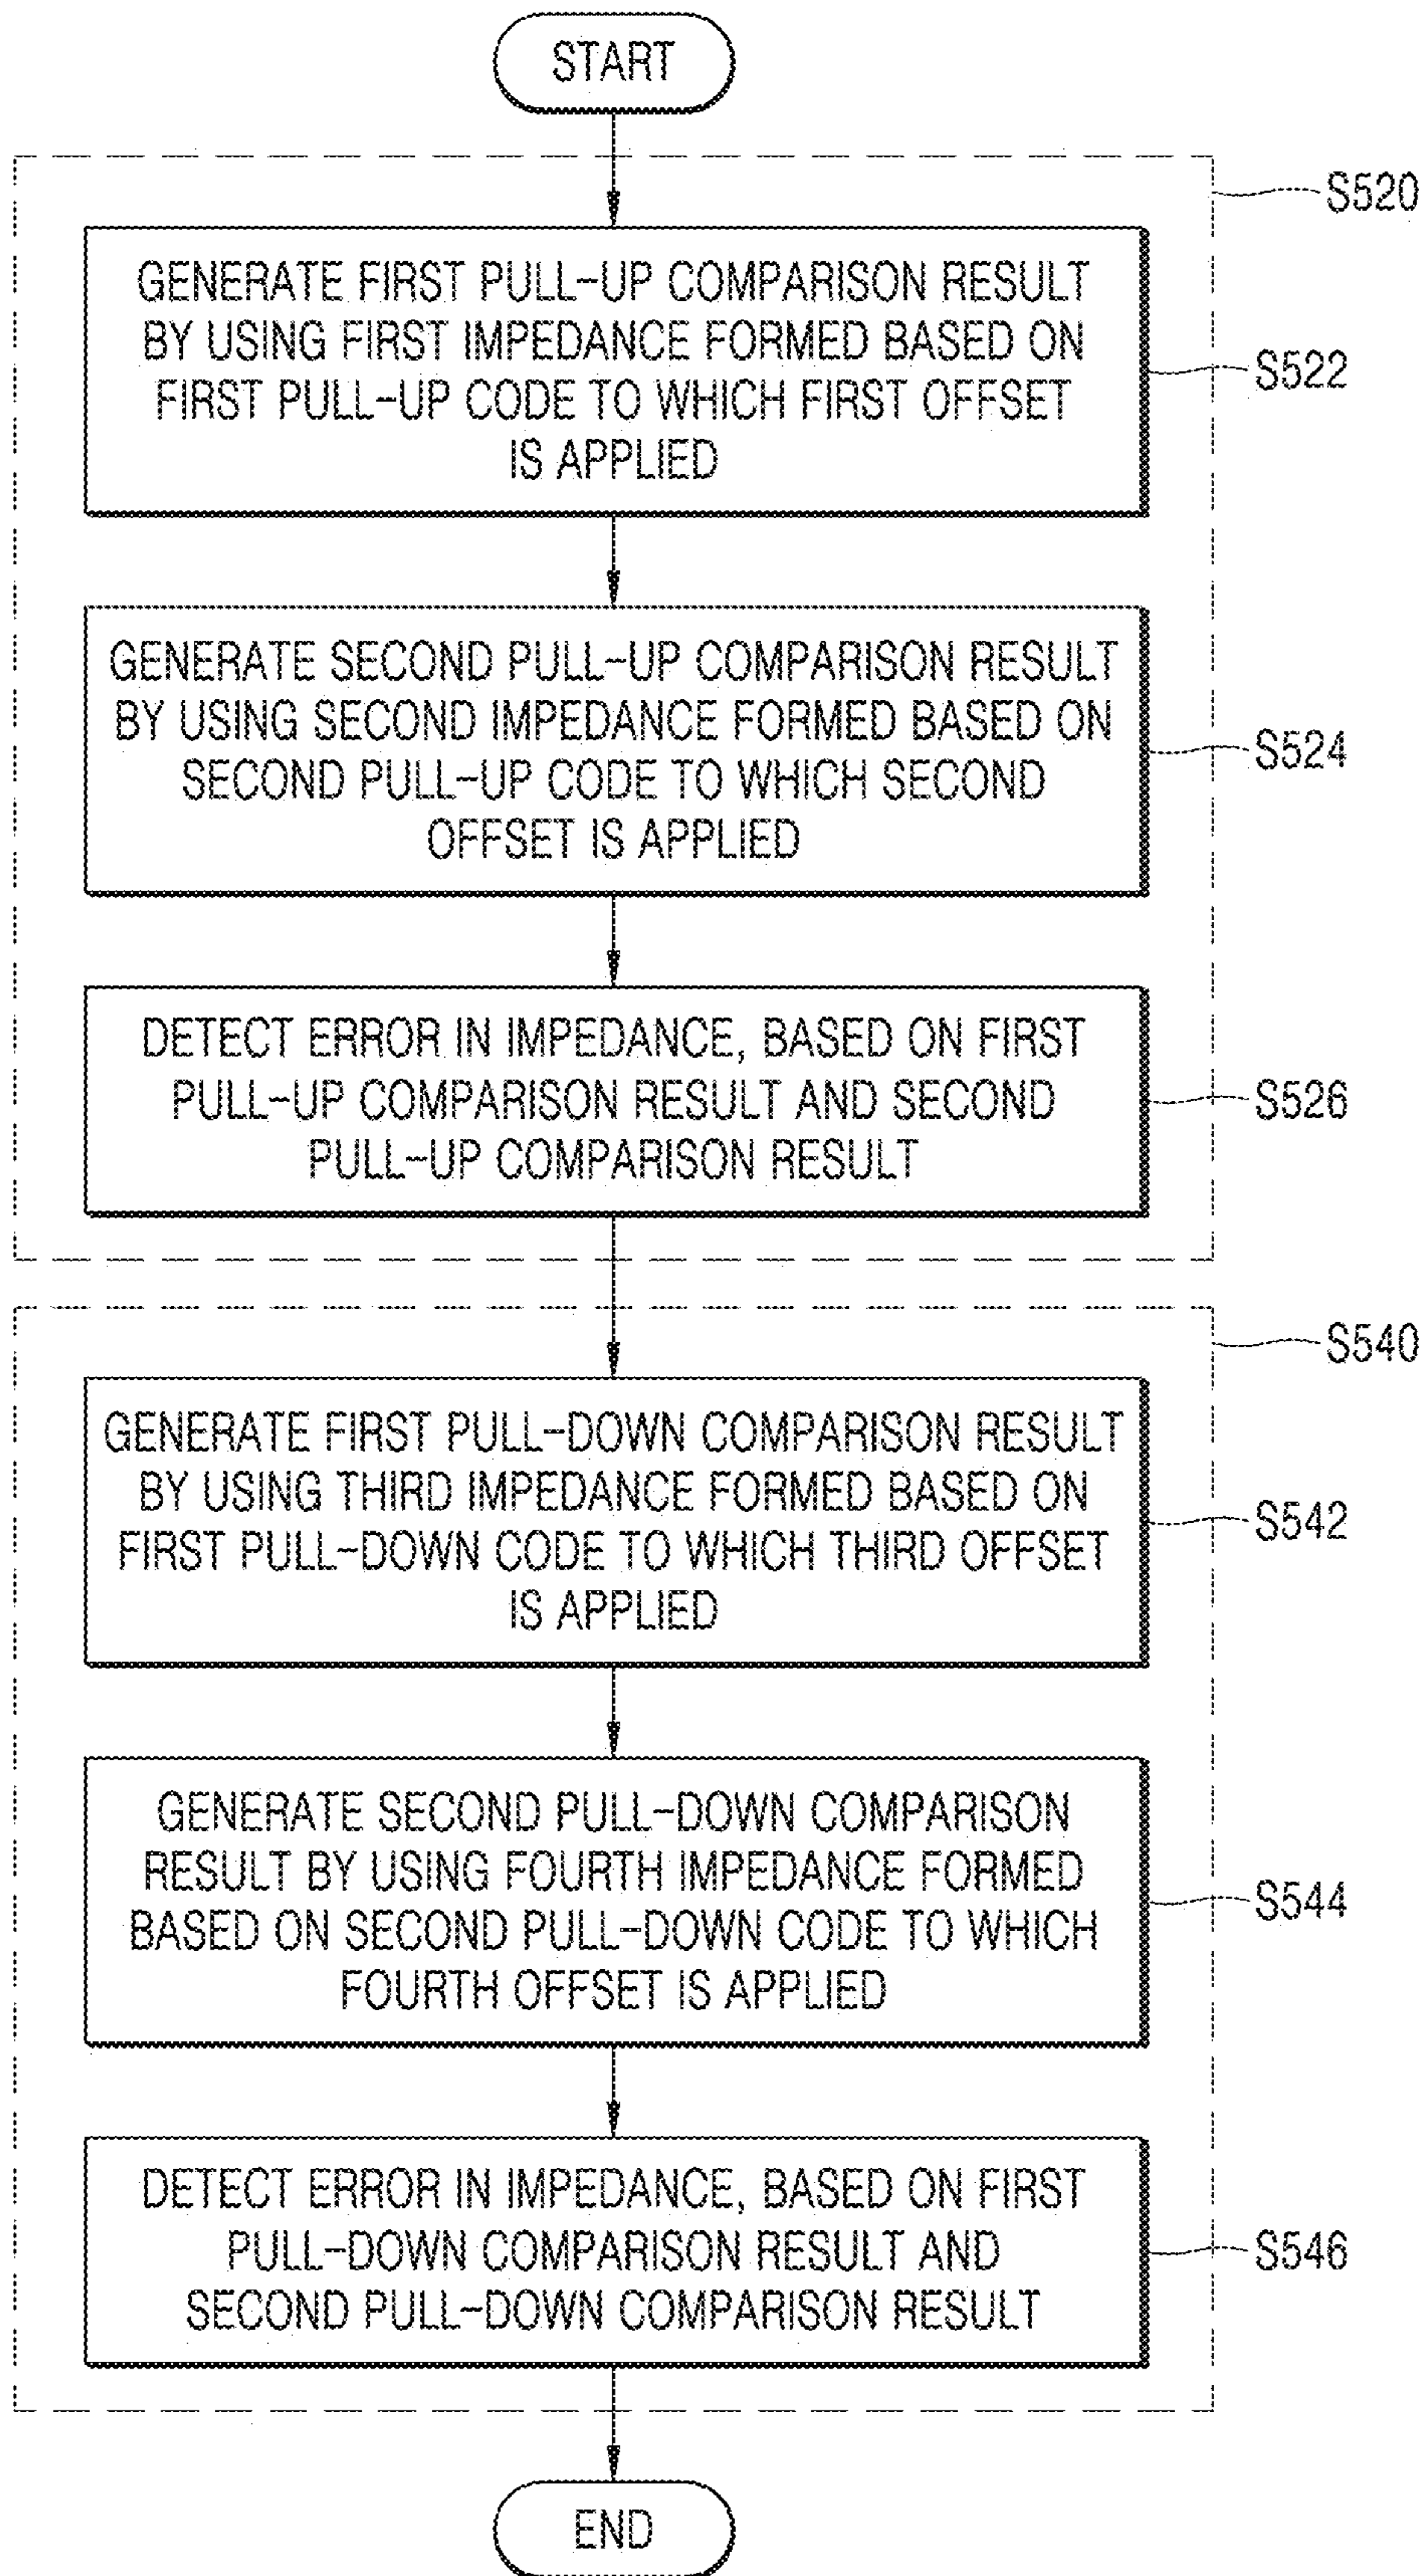 START
S520
GENERATE FIRST PULL-UP COMPARISON RESULT
BY USING FIRST IMPEDANCE FORMED BASED ON
FIRST PULL-UP CODE TO WHICH FIRST OFFSET
IS APPLIED
S522
GENERATE SECOND PULL-UP COMPARISON RESULT
BY USING SECOND IMPEDANCE FORMED BASED ON
SECOND PULL-UP CODE TO WHICH SECOND
OFFSET IS APPLIED
S524
DETECT ERROR IN IMPEDANCE, BASED ON FIRST
PULL-UP COMPARISON RESULT AND SECOND
PULL-UP COMPARISON RESULT
S526
S540
GENERATE FIRST PULL-DOWN COMPARISON RESULT
BY USING THIRD IMPEDANCE FORMED BASED ON
FIRST PULL-DOWN CODE TO WHICH THIRD OFFSET
IS APPLIED
S542
GENERATE SECOND PULL-DOWN COMPARISON
RESULT BY USING FOURTH IMPEDANCE FORMED
BASED ON SECOND PULL-DOWN CODE TO WHICH
FOURTH OFFSET IS APPLIED
S544
DETECT ERROR IN IMPEDANCE, BASED ON FIRST
PULL-DOWN COMPARISON RESULT AND
SECOND PULL-DOWN COMPARISON RESULT
S546
END